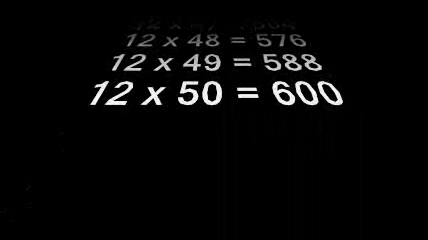 12 x 48 = 576
12 x 49 = 588
12 x 50 = 600